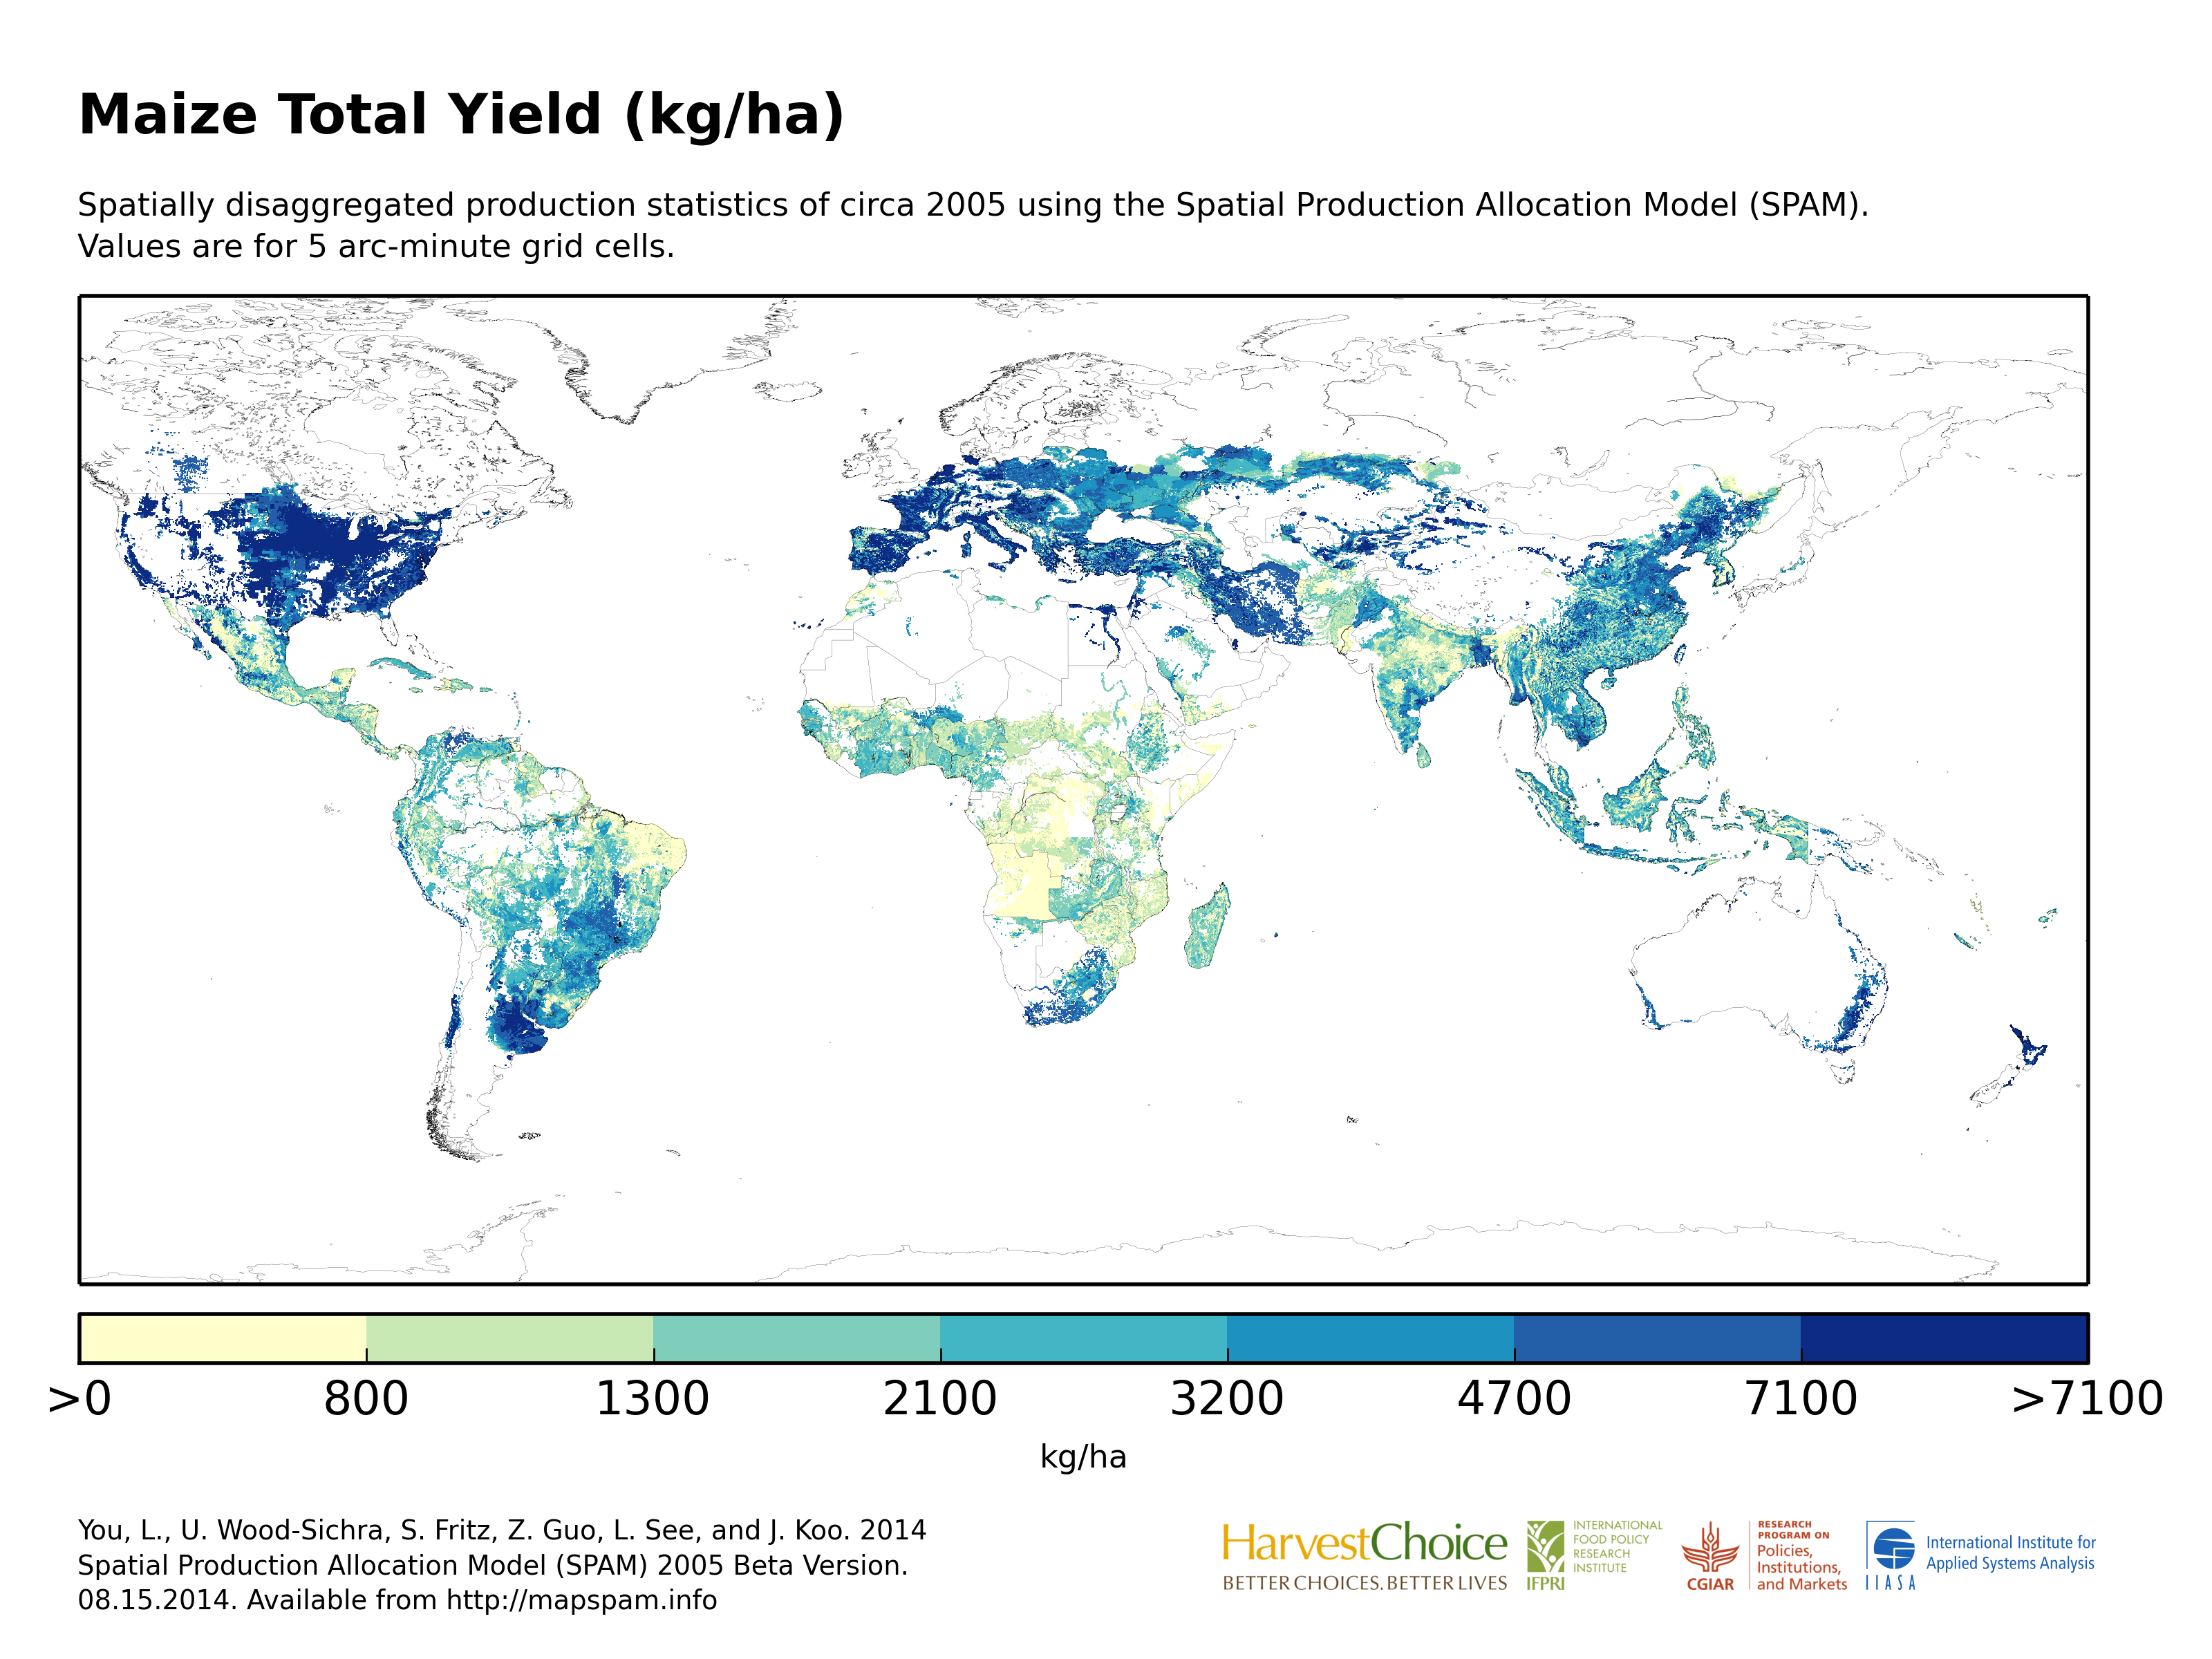 Maize Total Yield (kg/ha)
Spatially disaggregated production statistics of circa 2005 using the Spatial Production Allocation Model (SPAM).
Values are for 5 arc-minute grid cells.
>0 800 1300 2100 3200 4700 7100 >7100
kg/ha
You, L., U. Wood-Sichra, S. Fritz, Z. Guo, L. See, and J. Koo. 2014
Spatial Production Allocation Model (SPAM) 2005 Beta Version.
08.15.2014. Available from http://mapspam.info
HarvestChoice
BETTER CHOICES. BETTER LIVES
IFPRI
INTERNATIONAL
FOOD POLICY
RESEARCH
INSTITUTE
CGIAR
RESEARCH
PROGRAM ON
Policies,
Institutions,
and Markets
IIASA
International Institute for
Applied Systems Analysis